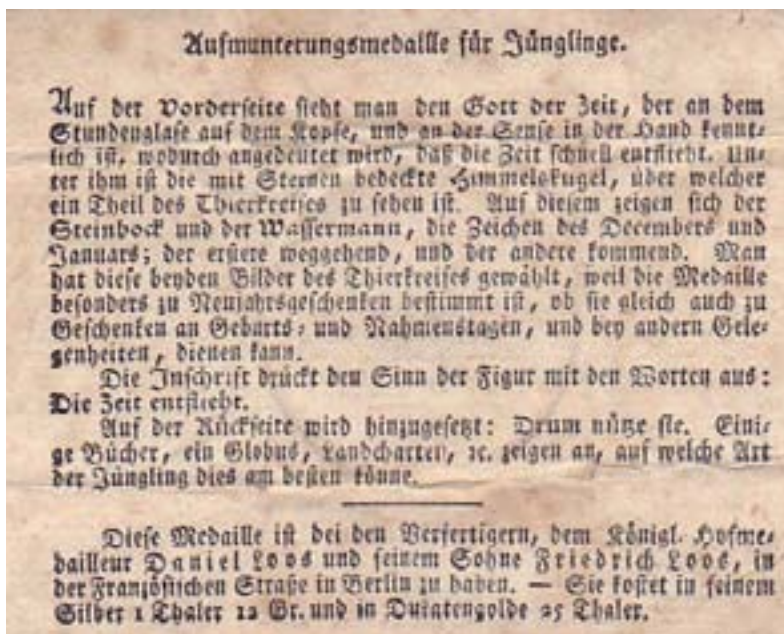 Aufmunterungsmedaille für Jünglinge.
Auf der Vorderseite sieht man den Gott der Zeit, der an dem
Stundenglase auf dem Kopfe, und an der Sense in der Hand kennt-
lich ist, wodurch angedeutet wird, daß die Zeit schnell entflieht. Un-
ter ihm ist die mit Sternen bedeckte Himmelskugel, über welcher
ein Theil des Thierkreises zu sehen ist. Auf diesem zeigen sich der
Steinbock und der Wassermann, die Zeichen des Decembers und
Januars; der erstere weggehend, und der andere kommend. Man
hat diese beyden Bilder des Thierkreises gewählt, weil die Medaille
besonders zu Neujahrsgeschenken bestimmt ist, ob sie gleich auch zu
Geschenken an Geburts- und Nahmenstagen, und bey andern Gele-
genheiten, dienen kann.
Die Inschrift drückt den Sinn der Figur mit den Worten aus:
Die Zeit entflieht.
Auf der Rückseite wird hinzugesetzt: Drum nütze sie. Eini-
ge Bücher, ein Globus, Landcharten, ꝛc. zeigen an, auf welche Art
der Jüngling dies am besten könne.
Diese Medaille ist bei den Verfertigern, dem Königl. Hofme-
dailleur Daniel Loos und seinem Sohne Friedrich Loos, in
der Französischen Straße in Berlin zu haben. — Sie kostet in feinem
Silber 1 Thaler 12 Gr. und in Dukatengolde 25 Thaler.